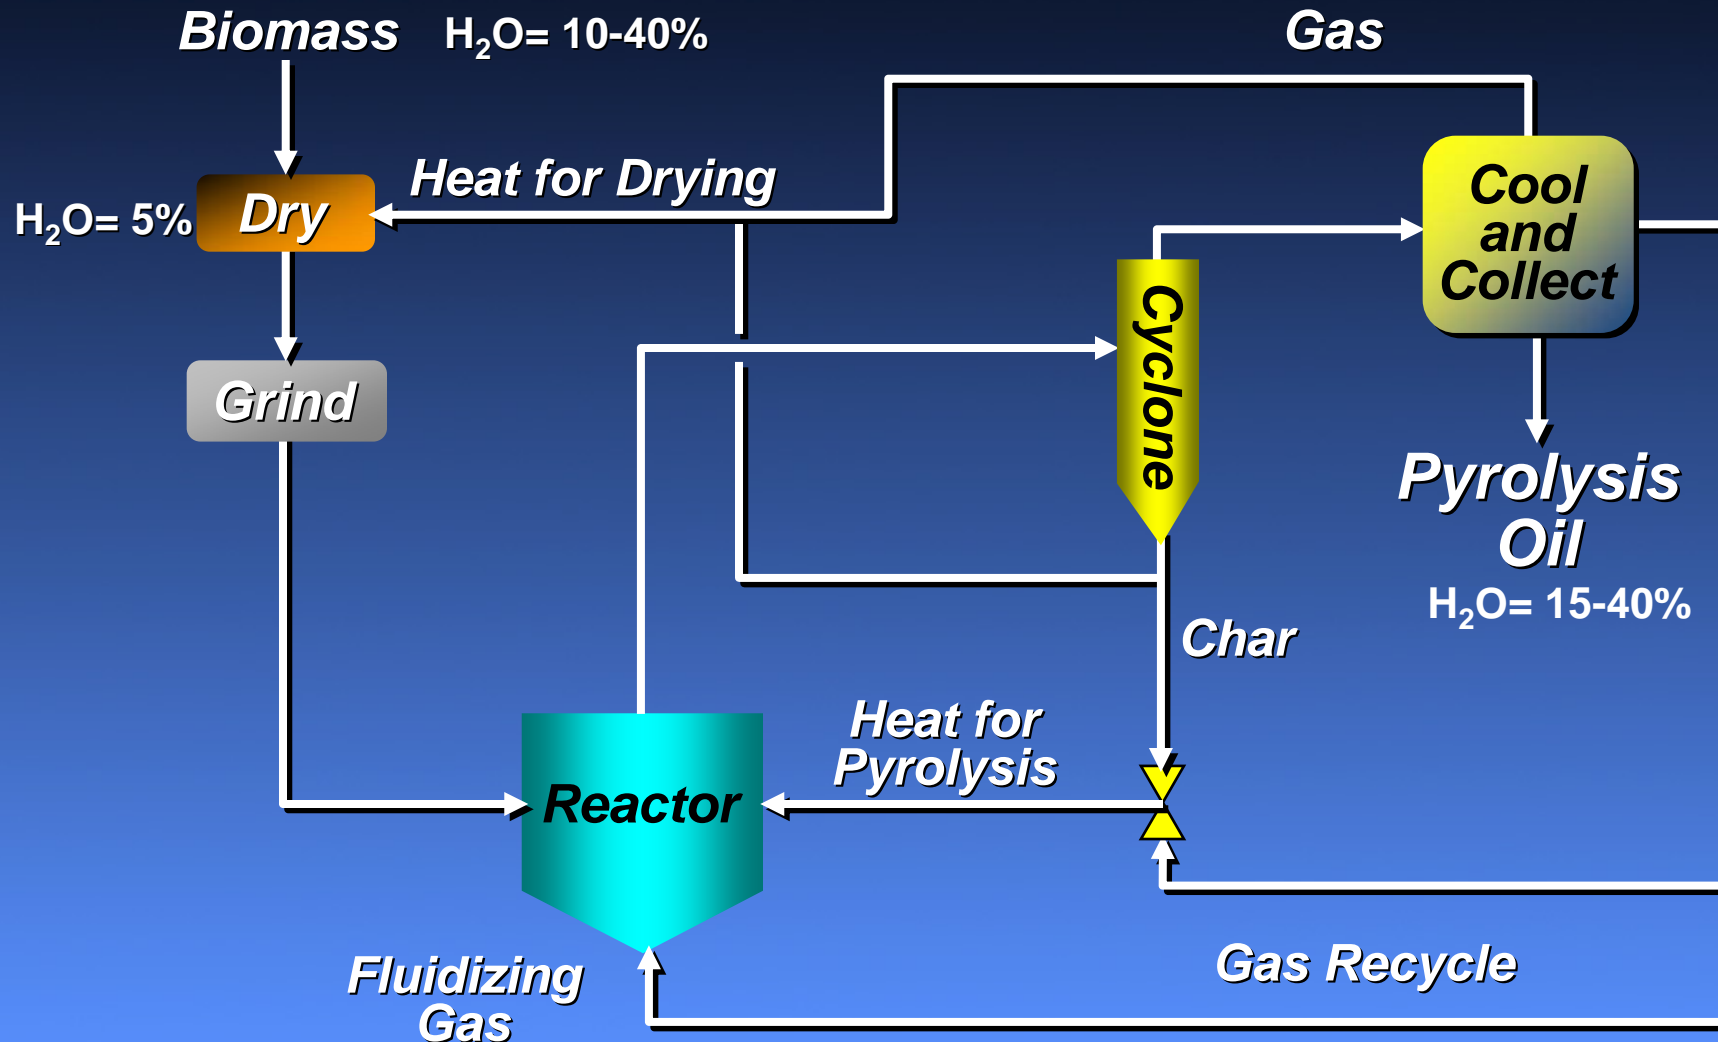 Biomass
H₂O= 10-40%
Gas
Heat for Drying
H₂O= 5%
Dry
Cool
and
Collect
Cyclone
Grind
Pyrolysis
Oil
H₂O= 15-40%
Char
Heat for
Pyrolysis
Reactor
Fluidizing
Gas
Gas Recycle